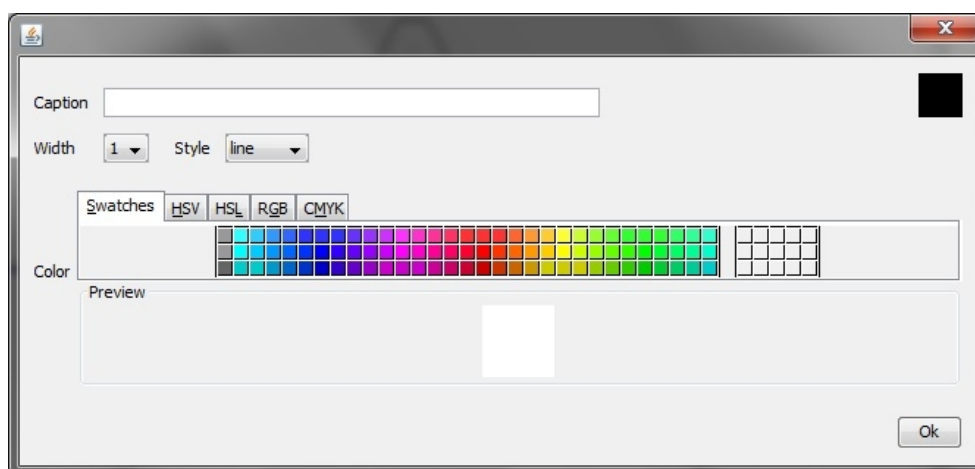 x
Caption
Width 1 Style line
Swatches HSV HSL RGB CMYK
Color
Preview
Ok